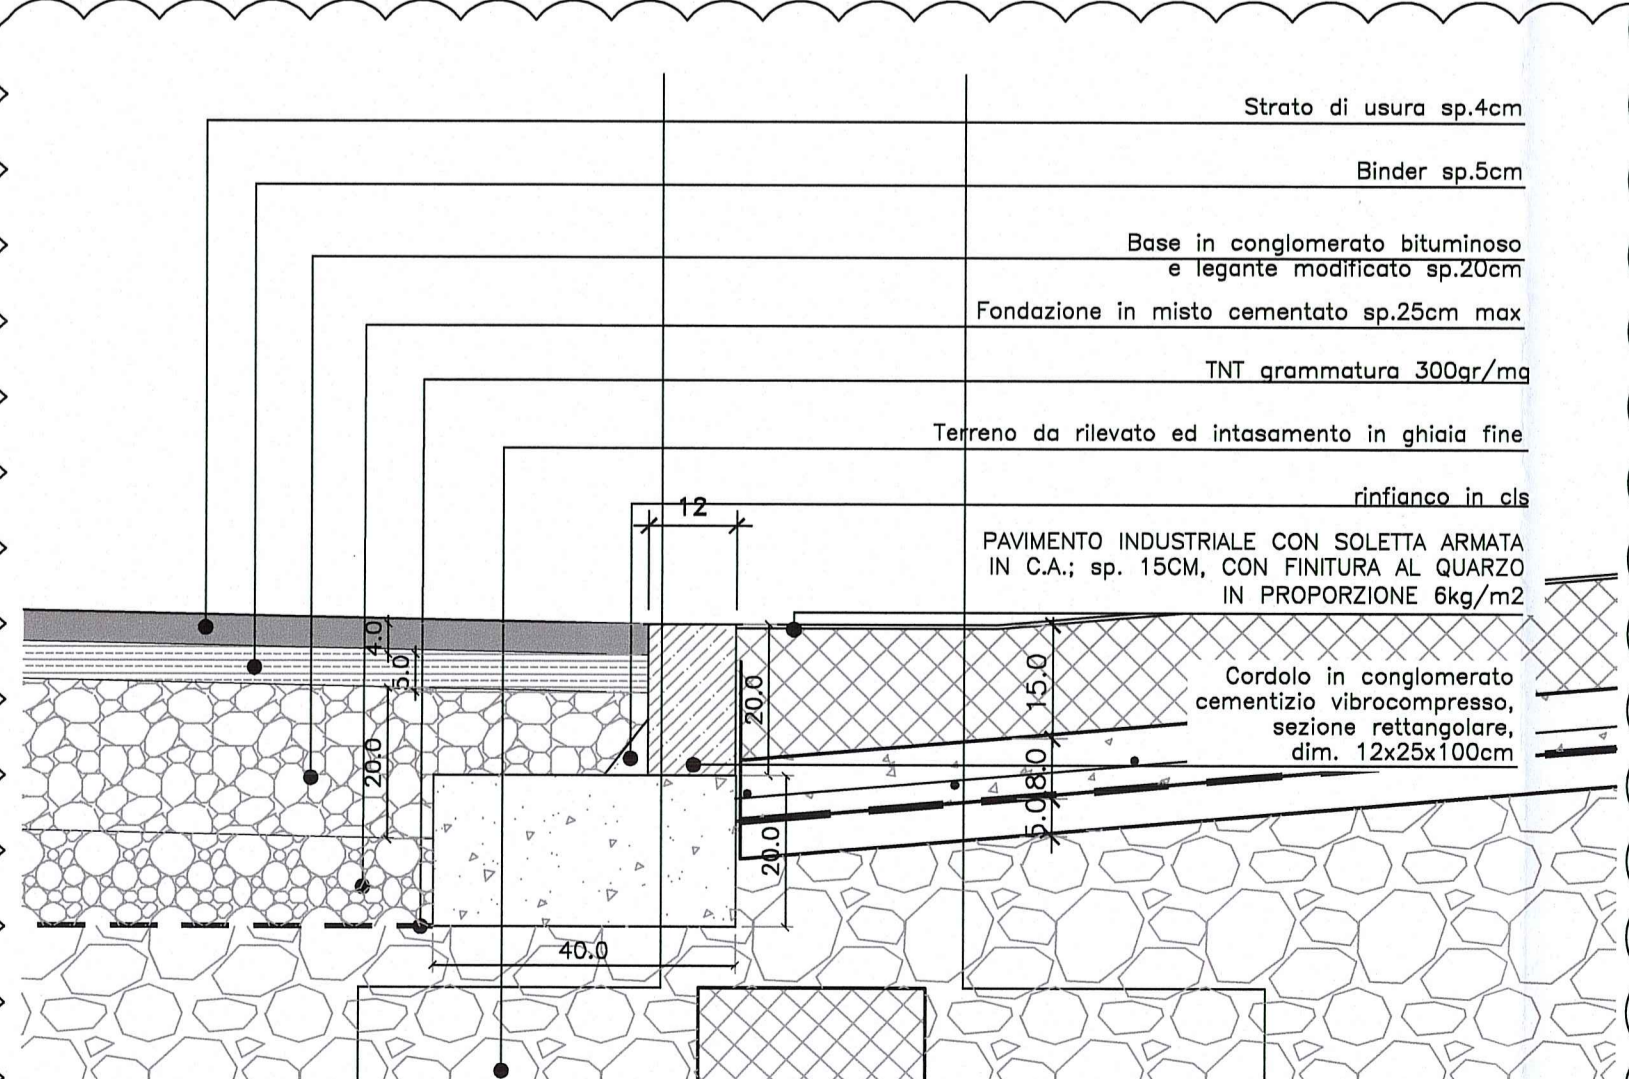 Strato di usura sp.4cm
Binder sp.5cm
Base in conglomerato bituminoso
e legante modificato sp.20cm
Fondazione in misto cementato sp.25cm max
TNT grammatura 300gr/mq
Terreno da rilevato ed intasamento in ghiaia fine
rinfianco in cls
12
PAVIMENTO INDUSTRIALE CON SOLETTA ARMATA
IN C.A.; sp. 15CM, CON FINITURA AL QUARZO
IN PROPORZIONE 6kg/m2
4.0
5.0
20.0
20.0
15.0
8.0
5.0
Cordolo in conglomerato
cementizio vibrocompresso,
sezione rettangolare,
dim. 12x25x100cm
20.0
40.0